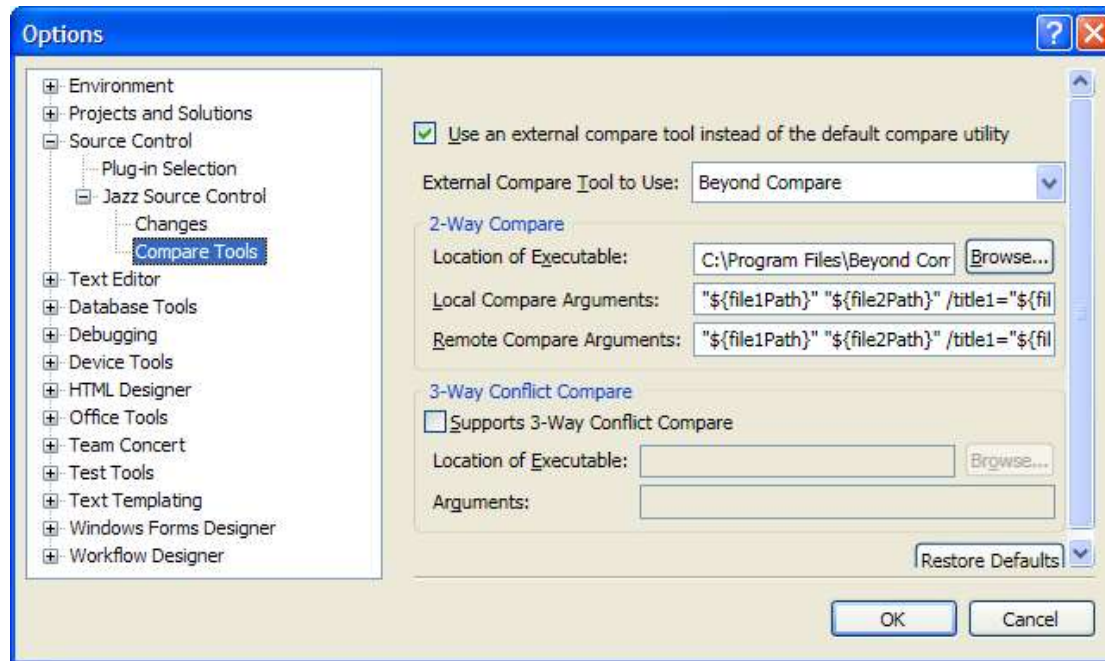 Options
Environment
Projects and Solutions
Source Control
Plug-in Selection
Jazz Source Control
Changes
Compare Tools
Text Editor
Database Tools
Debugging
Device Tools
HTML Designer
Office Tools
Team Concert
Test Tools
Text Templating
Windows Forms Designer
Workflow Designer
Use an external compare tool instead of the default compare utility
External Compare Tool to Use: Beyond Compare
2-Way Compare
Location of Executable: C:\Program Files\Beyond Com Browse...
Local Compare Arguments: "${file1Path}" "${file2Path}" /title1="${fil
Remote Compare Arguments: "${file1Path}" "${file2Path}" /title1="${fil
3-Way Conflict Compare
Supports 3-Way Conflict Compare
Location of Executable: Browse...
Arguments:
Restore Defaults
OK Cancel